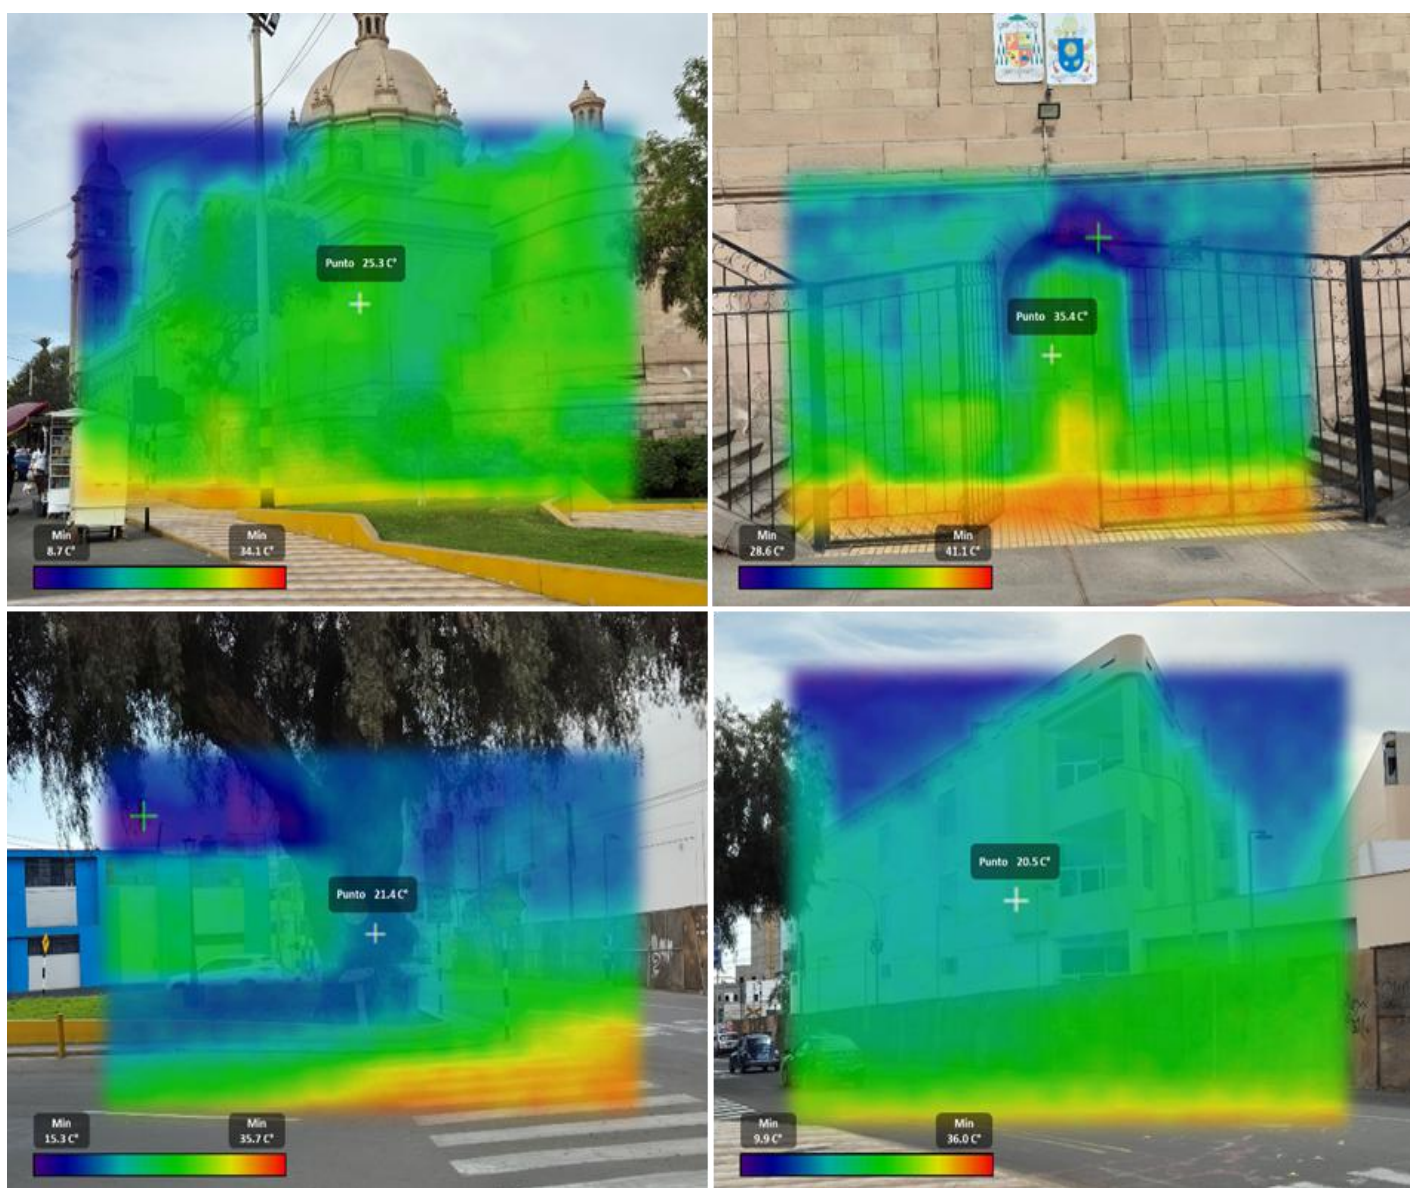 Punto 25.3 C°
Min
8.7 C°
Min
34.1 C°
Punto 35.4 C°
Min
28.6 C°
Min
41.1 C°
Punto 21.4 C°
Min
15.3 C°
Min
35.7 C°
Punto 20.5 C°
Min
9.9 C°
Min
36.0 C°